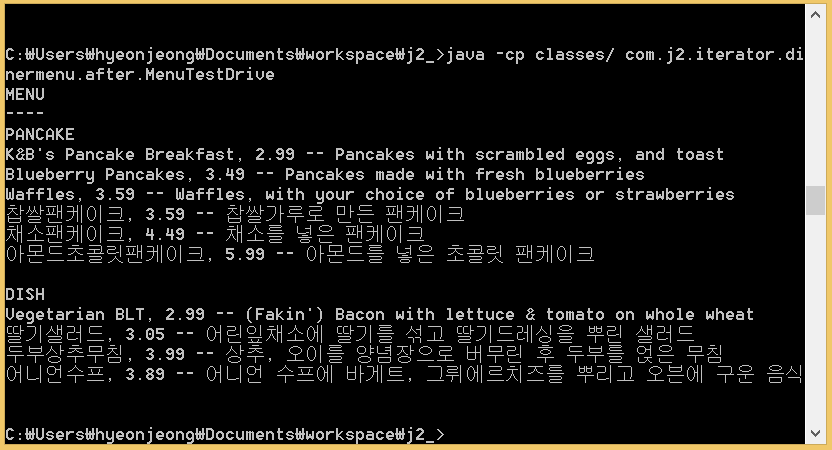 C:₩Users₩hyeonjeong₩Documents₩workspace₩j2_>java -cp classes/ com.j2.iterator.di
nermenu.after.MenuTestDrive
MENU
----
PANCAKE
K&B's Pancake Breakfast, 2.99 -- Pancakes with scrambled eggs, and toast
Blueberry Pancakes, 3.49 -- Pancakes made with fresh blueberries
Waffles, 3.59 -- Waffles, with your choice of blueberries or strawberries
찹쌀팬케이크, 3.59 -- 찹쌀가루로 만든 팬케이크
채소팬케이크, 4.49 -- 채소를 넣은 팬케이크
아몬드초콜릿팬케이크, 5.99 -- 아몬드를 넣은 초콜릿 팬케이크
DISH
Vegetarian BLT, 2.99 -- (Fakin') Bacon with lettuce & tomato on whole wheat
딸기샐러드, 3.05 -- 어린잎채소에 딸기를 섞고 딸기드레싱을 뿌린 샐러드
두부상추무침, 3.99 -- 상추, 오이를 양념장으로 버무린 후 두부를 얹은 무침
어니언수프, 3.89 -- 어니언 수프에 바게트, 그뤼에르치즈를 뿌리고 오븐에 구운 음식
C:₩Users₩hyeonjeong₩Documents₩workspace₩j2_>